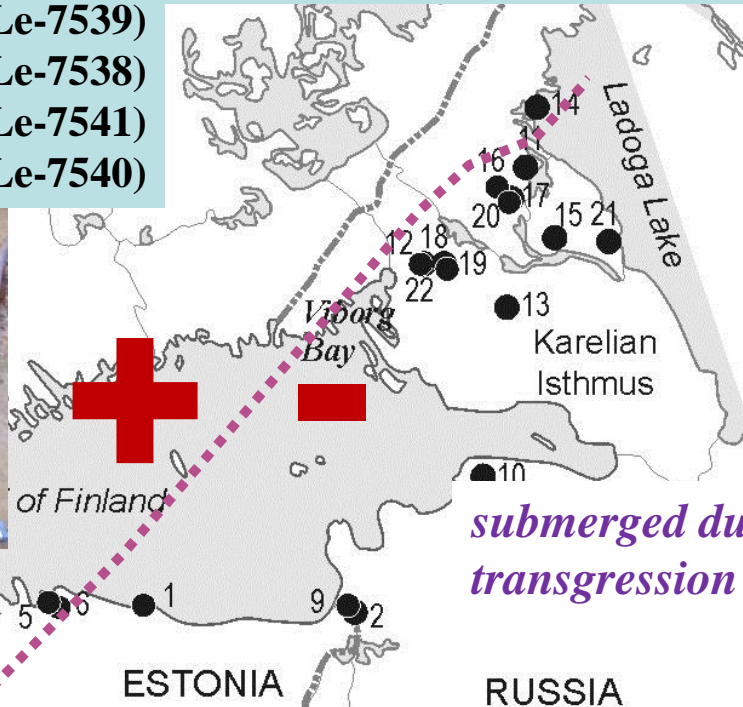 Le-7539)
Le-7538)
Le-7541)
Le-7540)
14
11
16
17
20
15
21
Ladoga Lake
12
18
19
22
Viborg
Bay
13
Karelian
Isthmus
10
of Finland
submerged du
transgression
5
6
1
9
2
ESTONIA
RUSSIA